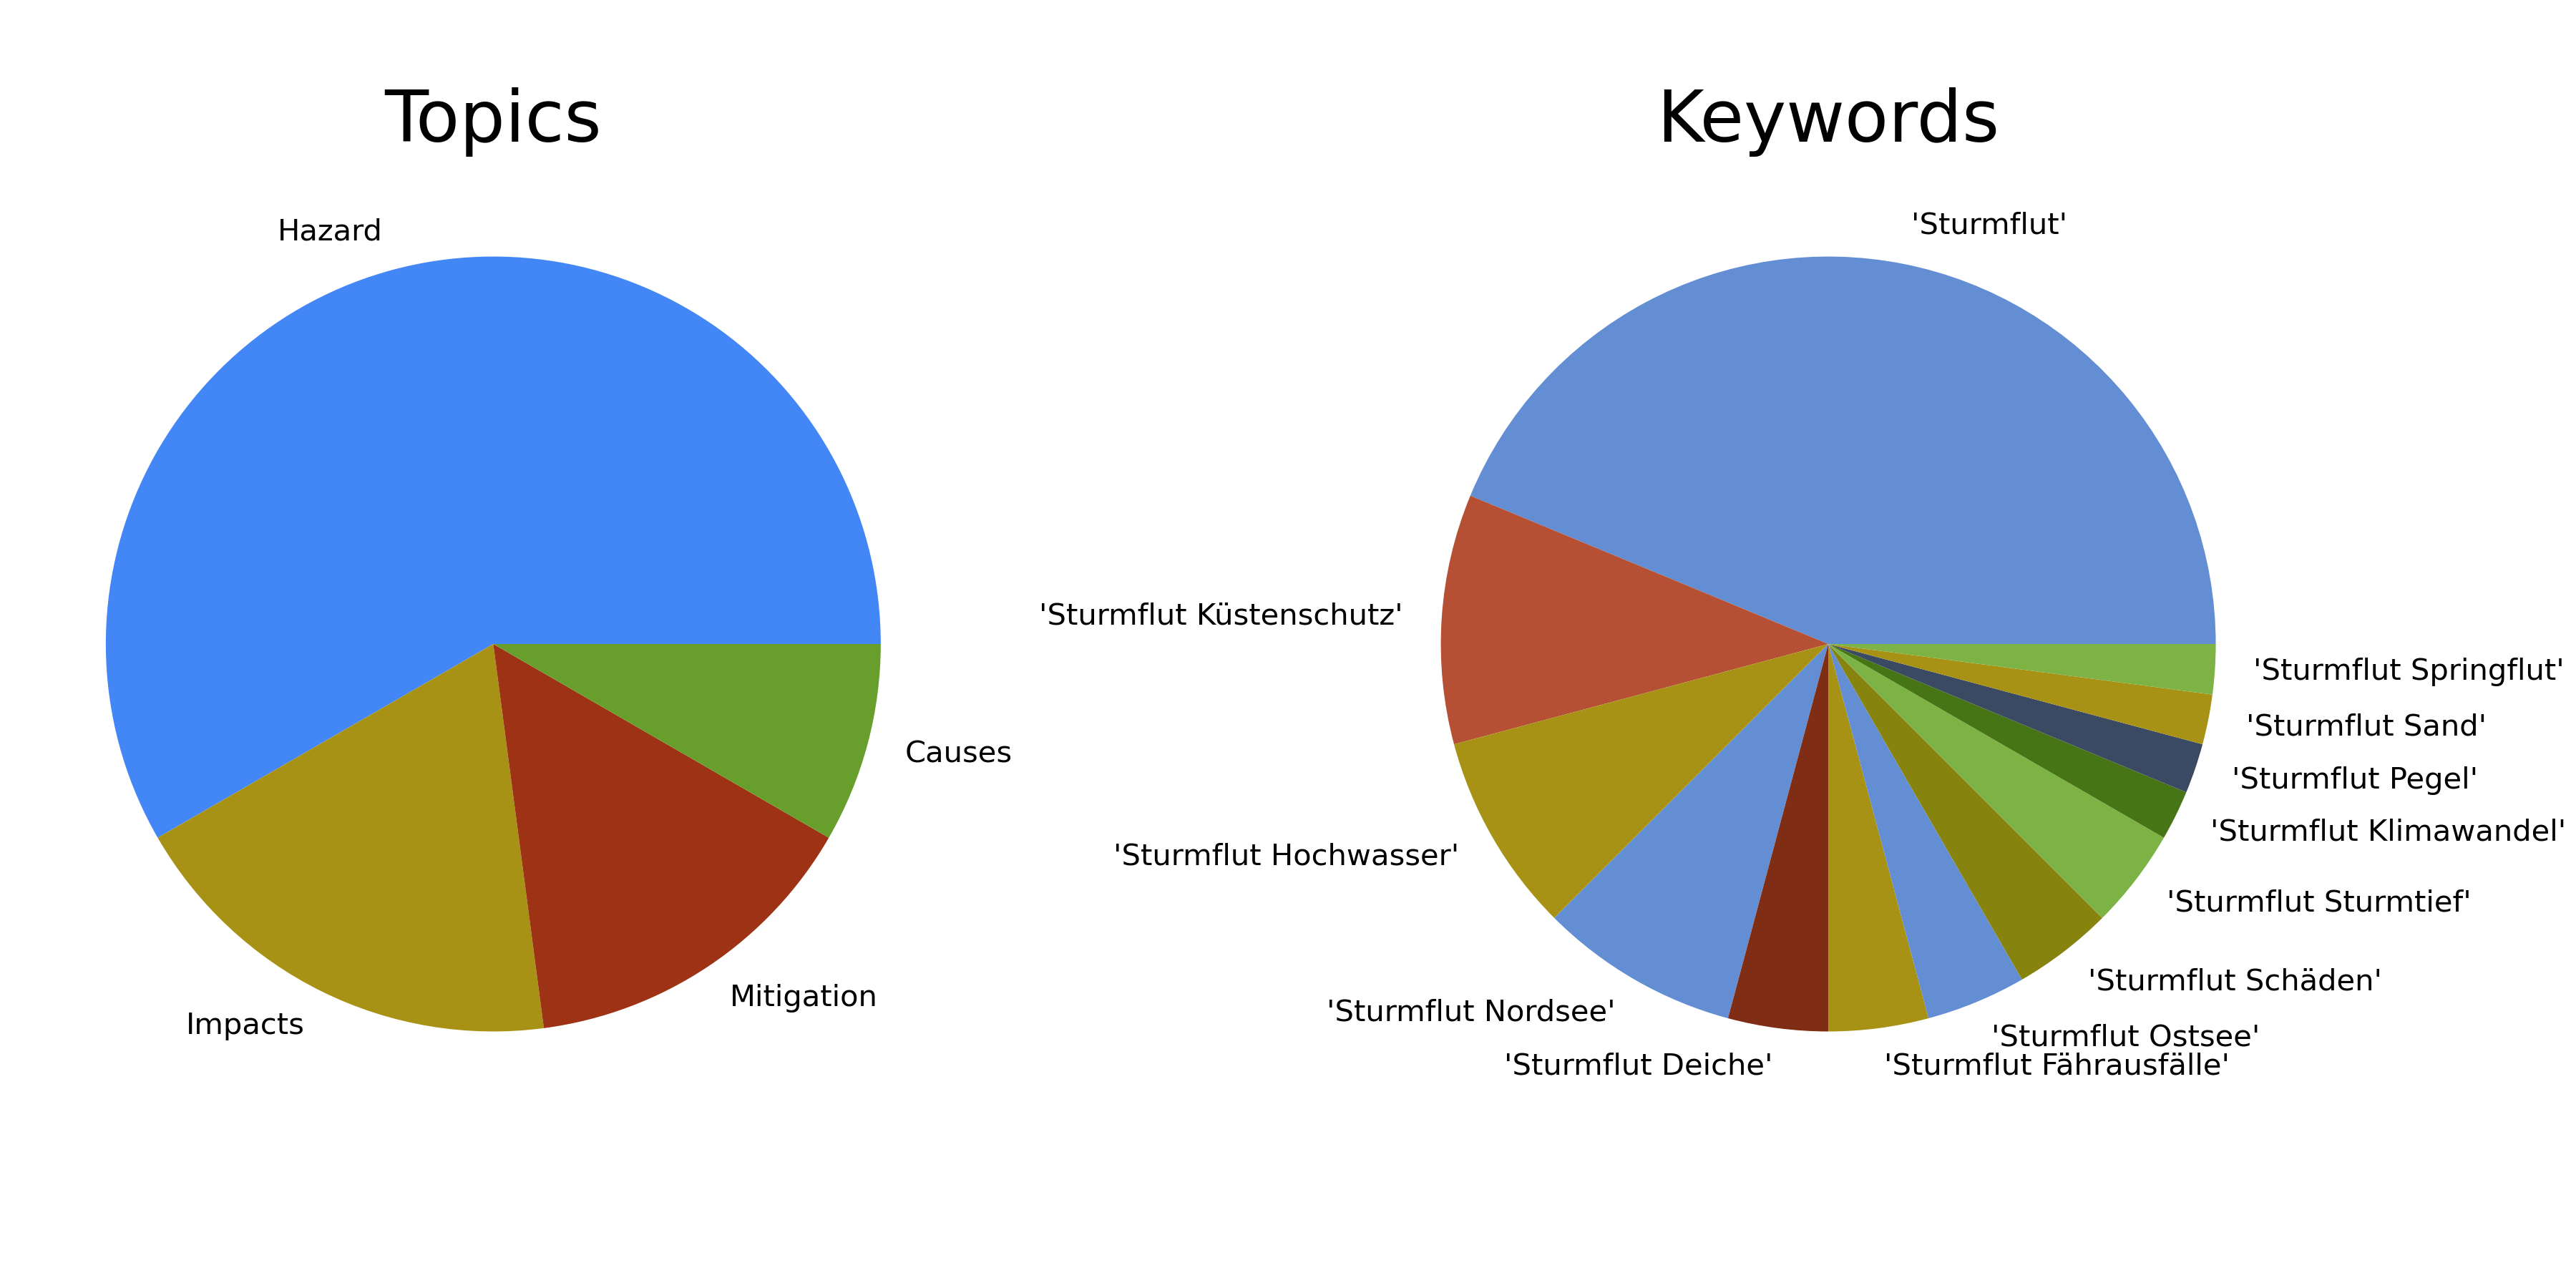 Topics
Hazard
Causes
Mitigation
Impacts
Keywords
'Sturmflut'
'Sturmflut Küstenschutz'
'Sturmflut Hochwasser'
'Sturmflut Nordsee'
'Sturmflut Deiche'
'Sturmflut Fährausfälle'
'Sturmflut Ostsee'
'Sturmflut Schäden'
'Sturmflut Sturmtief'
'Sturmflut Klimawandel'
'Sturmflut Pegel'
'Sturmflut Sand'
'Sturmflut Springflut'